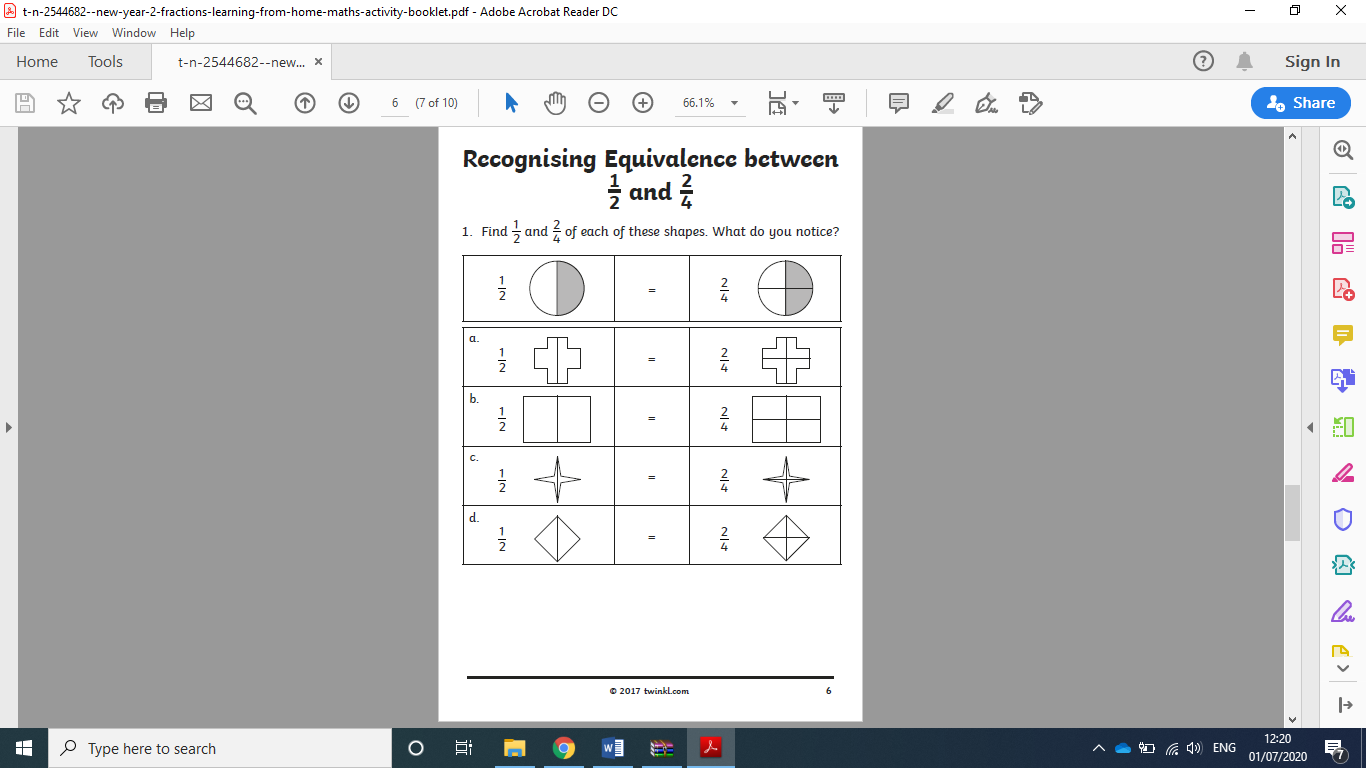 t-n-2544682--new-year-2-fractions-learning-from-home-maths-activity-booklet.pdf - Adobe Acrobat Reader DC
File Edit View Window Help
Home Tools t-n-2544682--new... × Sign In
6 (7 of 10) 66.1% Share
Recognising Equivalence between
1/2 and 2/4
1. Find 1/2 and 2/4 of each of these shapes. What do you notice?
1/2 = 2/4
a. 1/2 = 2/4
b. 1/2 = 2/4
c. 1/2 = 2/4
d. 1/2 = 2/4
© 2017 twinkl.com 6
Type here to search
ENG 12:20
01/07/2020 7